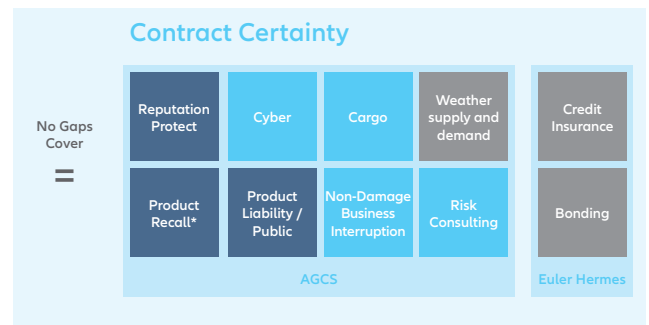 Contract Certainty
No Gaps
Cover
=
Reputation
Protect
Cyber
Cargo
Weather
supply and
demand
Credit
Insurance
Product
Recall*
Product
Liability /
Public
Non-Damage
Business
Interruption
Risk
Consulting
Bonding
AGCS
Euler Hermes